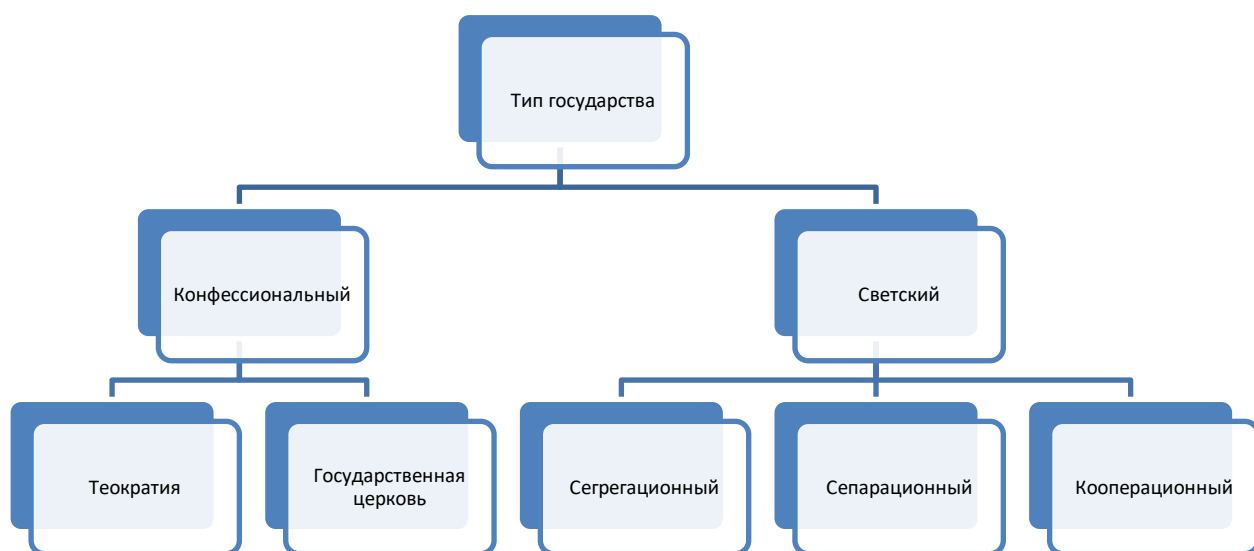 Тип государства
Конфессиональный
Светский
Теократия
Государственная
церковь
Сегрегационный
Сепарационный
Кооперационный